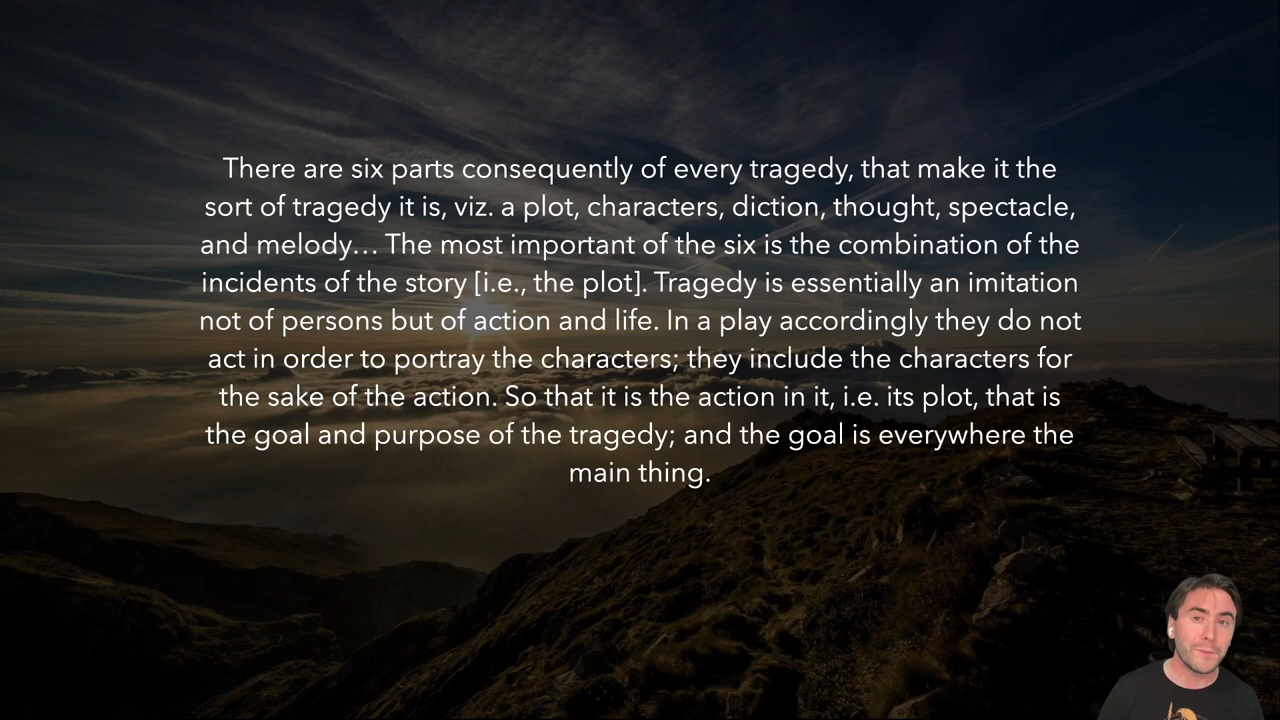 There are six parts consequently of every tragedy, that make it the
sort of tragedy it is, viz. a plot, characters, diction, thought, spectacle,
and melody… The most important of the six is the combination of the
incidents of the story [i.e., the plot]. Tragedy is essentially an imitation
not of persons but of action and life. In a play accordingly they do not
act in order to portray the characters; they include the characters for
the sake of the action. So that it is the action in it, i.e. its plot, that is
the goal and purpose of the tragedy; and the goal is everywhere the
main thing.